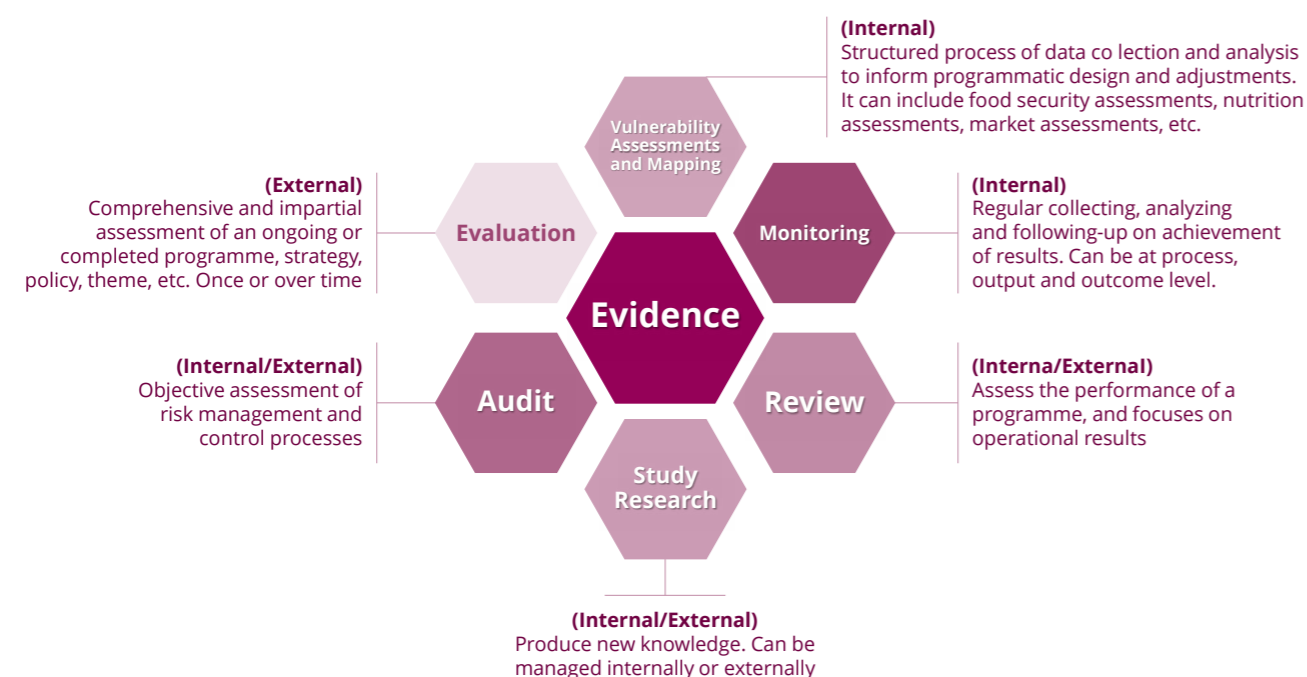 (Internal)
Structured process of data co lection and analysis
to inform programmatic design and adjustments.
It can include food security assessments, nutrition
assessments, market assessments, etc.
Vulnerability
Assessments
and Mapping
(External)
Comprehensive and impartial
assessment of an ongoing or
completed programme, strategy,
policy, theme, etc. Once or over time
Evaluation
Monitoring
(Internal)
Regular collecting, analyzing
and following-up on achievement
of results. Can be at process,
output and outcome level.
Evidence
(Internal/External)
Objective assessment of
risk management and
control processes
Audit
Review
(Interna/External)
Assess the performance of a
programme, and focuses on
operational results
Study
Research
(Internal/External)
Produce new knowledge. Can be
managed internally or externally